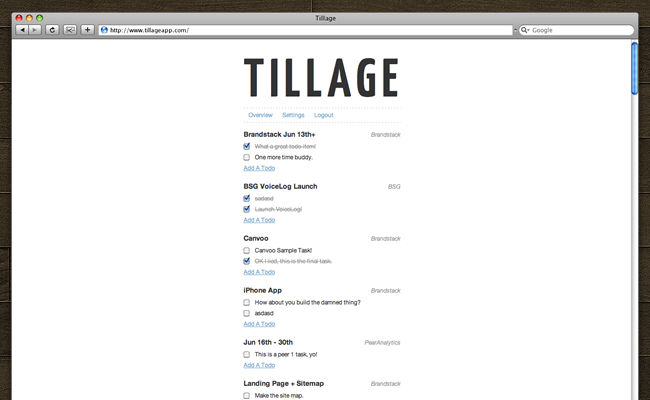 Tillage
http://www.tillageapp.com/
Google
TILLAGE
Overview Settings Logout
Brandstack Jun 13th+ Brandstack
What a great todo item!
One more time buddy.
Add A Todo
BSG VoiceLog Launch BSG
asdasd
Launch VoiceLog!
Add A Todo
Canvoo Brandstack
Canvoo Sample Task!
OK I lied, this is the final task.
Add A Todo
iPhone App Brandstack
How about you build the damned thing?
asdasd
Add A Todo
Jun 16th - 30th PeerAnalytics
This is a peer 1 task, yo!
Add A Todo
Landing Page + Sitemap Brandstack
Make the site map.